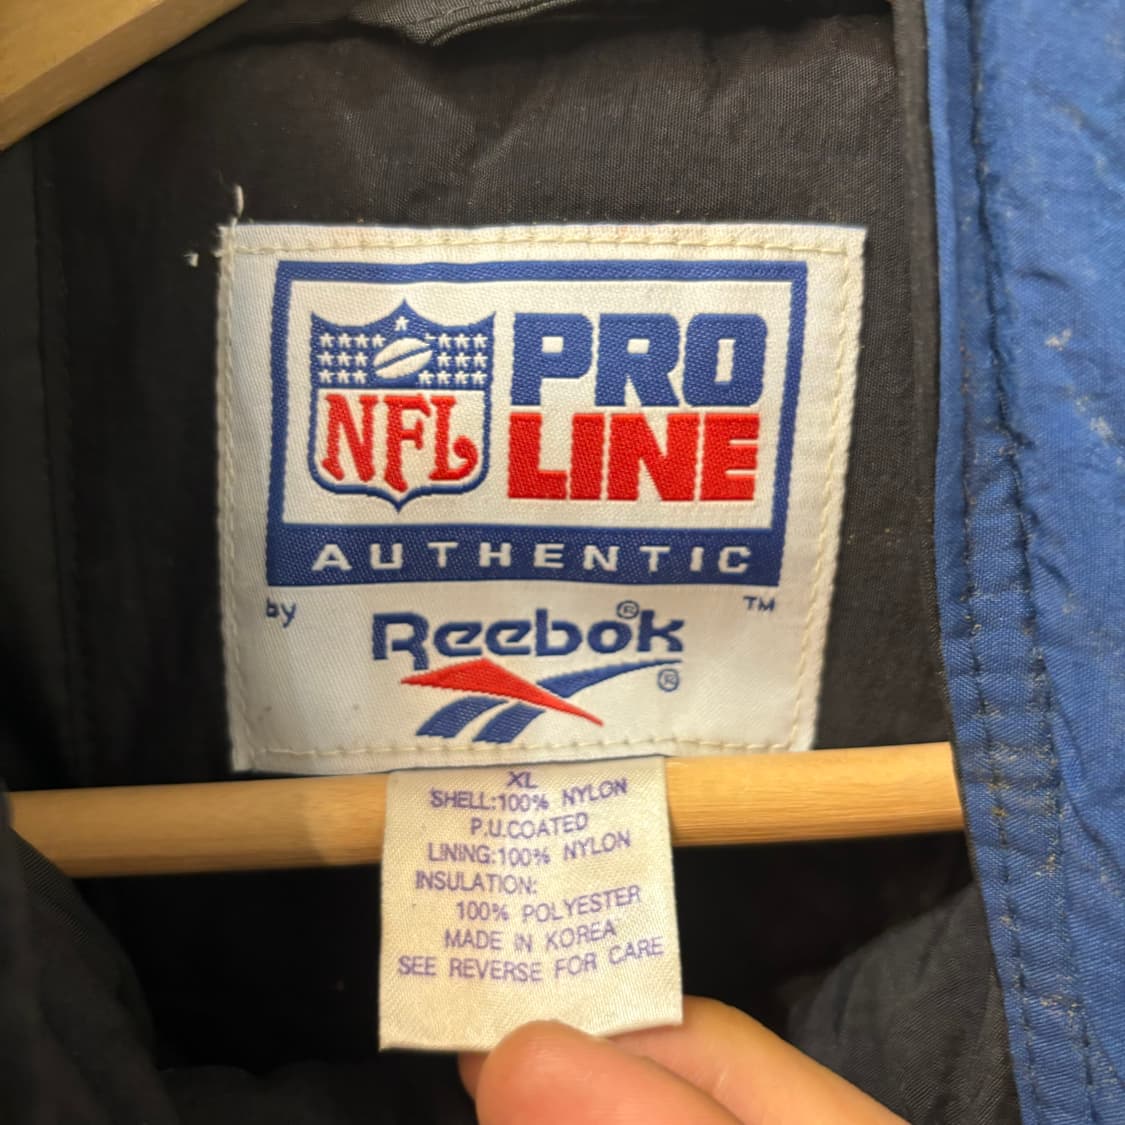 NFL
PRO
LINE
AUTHENTIC
by
TM
Reebok®
®
XL
SHELL:100% NYLON
P.U.COATED
LINING:100% NYLON
INSULATION:
100% POLYESTER
MADE IN KOREA
SEE REVERSE FOR CARE